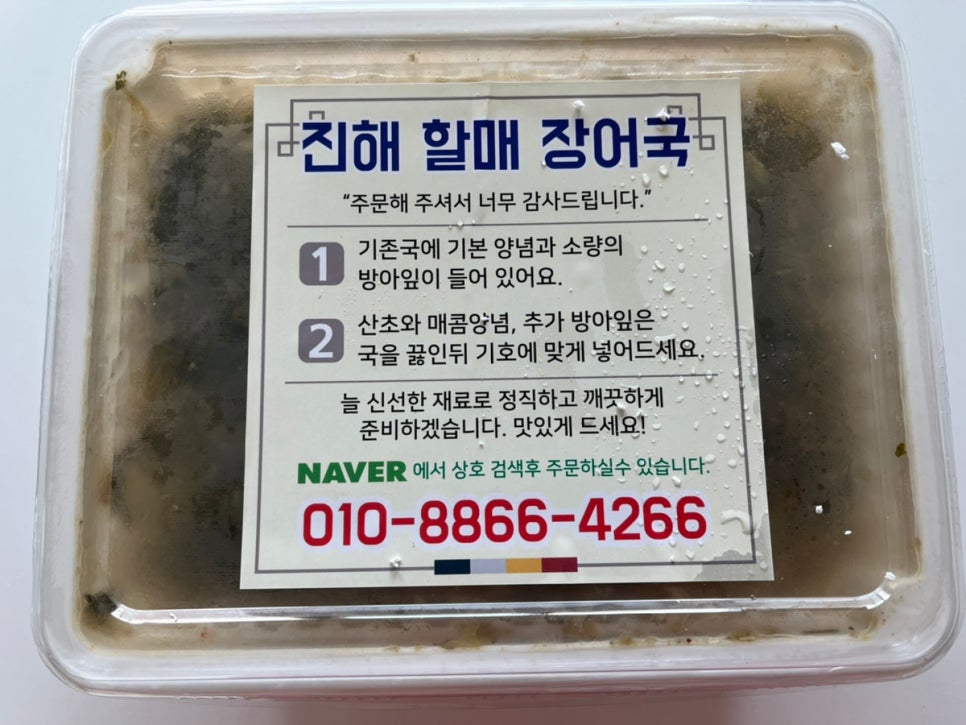 진해 할매 장어국
“주문해 주셔서 너무 감사드립니다.”
1 기존국에 기본 양념과 소량의
방아잎이 들어 있어요.
2 산초와 매콤양념, 추가 방아잎은
국을 끓인뒤 기호에 맞게 넣어드세요.
늘 신선한 재료로 정직하고 깨끗하게
준비하겠습니다. 맛있게 드세요!
NAVER 에서 상호 검색후 주문하실수 있습니다.
010-8866-4266